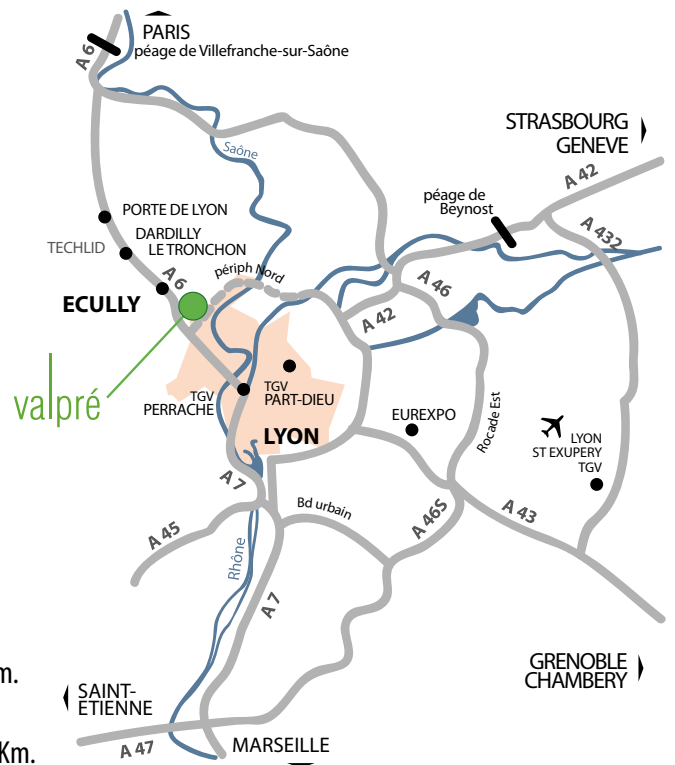 PARIS
péage de Villefranche-sur-Saône
A 6
STRASBOURG
GENEVE
A 42
Saône
péage de
Beynost
PORTE DE LYON
A 432
DARDILLY
LE TRONCHON
TECHLID
A 6
périph Nord
A 46
ECULLY
A 42
valpré
TGV
PERRACHE
TGV
PART-DIEU
EUREXPO
Rocade Est
LYON
LYON
ST EXUPERY
TGV
A 7
Bd urbain
A 46S
A 43
A 45
Rhône
A 7
m.
GRENOBLE
CHAMBERY
SAINT-
ETIENNE
Km.
A 47
MARSEILLE